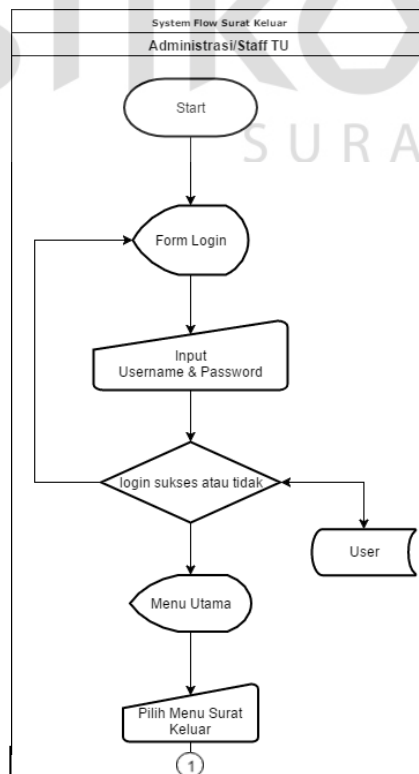 System Flow Surat Keluar
Administrasi/Staff TU
Start
SURA
Form Login
Input
Username & Password
login sukses atau tidak
User
Menu Utama
Pilih Menu Surat
Keluar
1